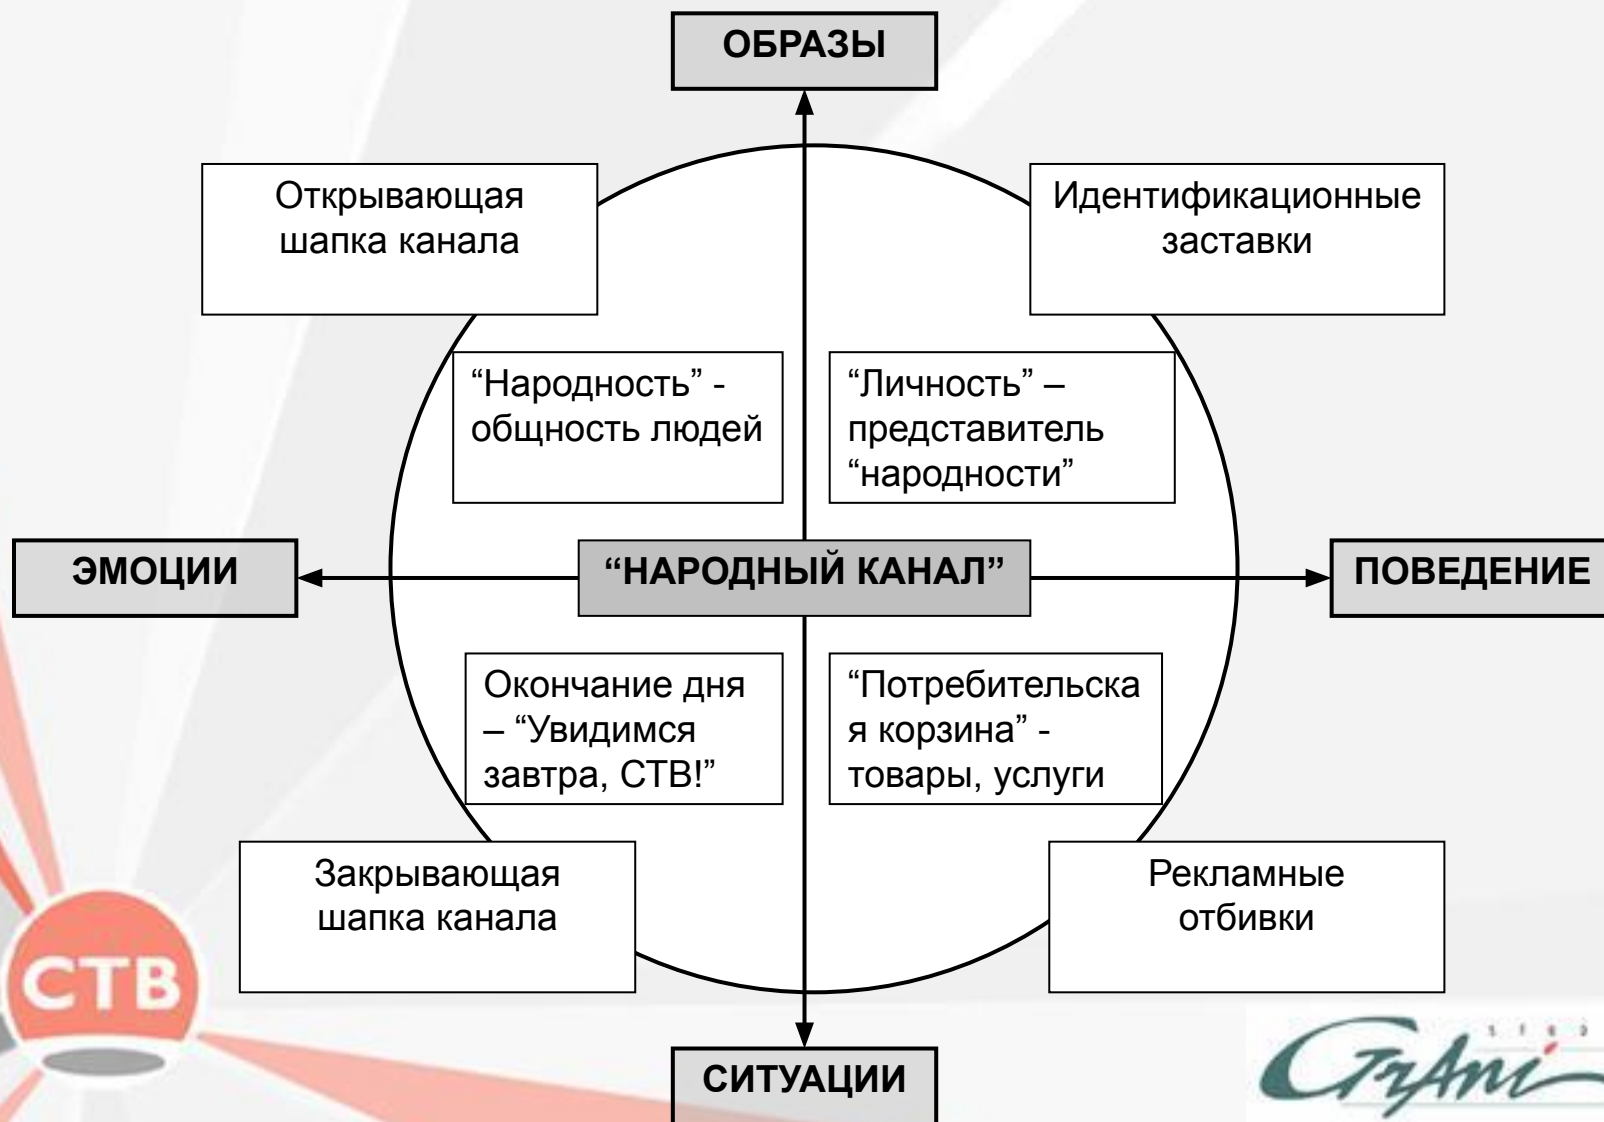 ОБРАЗЫ
Открывающая
шапка канала
Идентификационные
заставки
“Народность” -
общность людей
“Личность” –
представитель
“народности”
ЭМОЦИИ
“НАРОДНЫЙ КАНАЛ”
ПОВЕДЕНИЕ
Окончание дня
– “Увидимся
завтра, СТВ!”
“Потребительска
я корзина” -
товары, услуги
Закрывающая
шапка канала
Рекламные
отбивки
СТВ
СИТУАЦИИ
GrAni